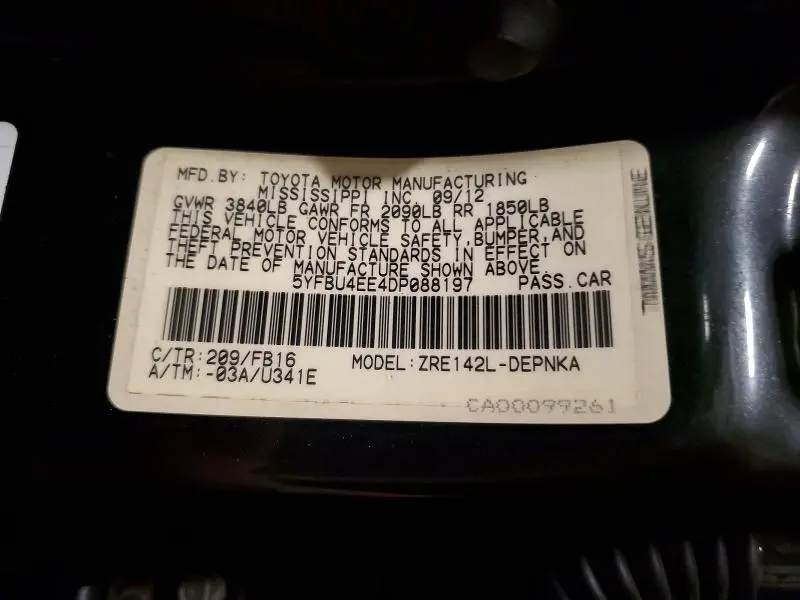 MFD.BY: TOYOTA MOTOR MANUFACTURING
MISSISSIPPI INC. 09/12
GVWR 3840LB GAWR FR 2090LB RR 1850LB
THIS VEHICLE CONFORMS TO ALL APPLICABLE
FEDERAL MOTOR VEHICLE SAFETY,BUMPER,AND
THEFT PREVENTION STANDARDS IN EFFECT ON
THE DATE OF MANUFACTURE SHOWN ABOVE.
5YFBU4EE4DP088197 PASS.CAR
C/TR:209/FB16 MODEL:ZRE142L-DEPNKA
A/TM:-03A/U341E
CA00099261